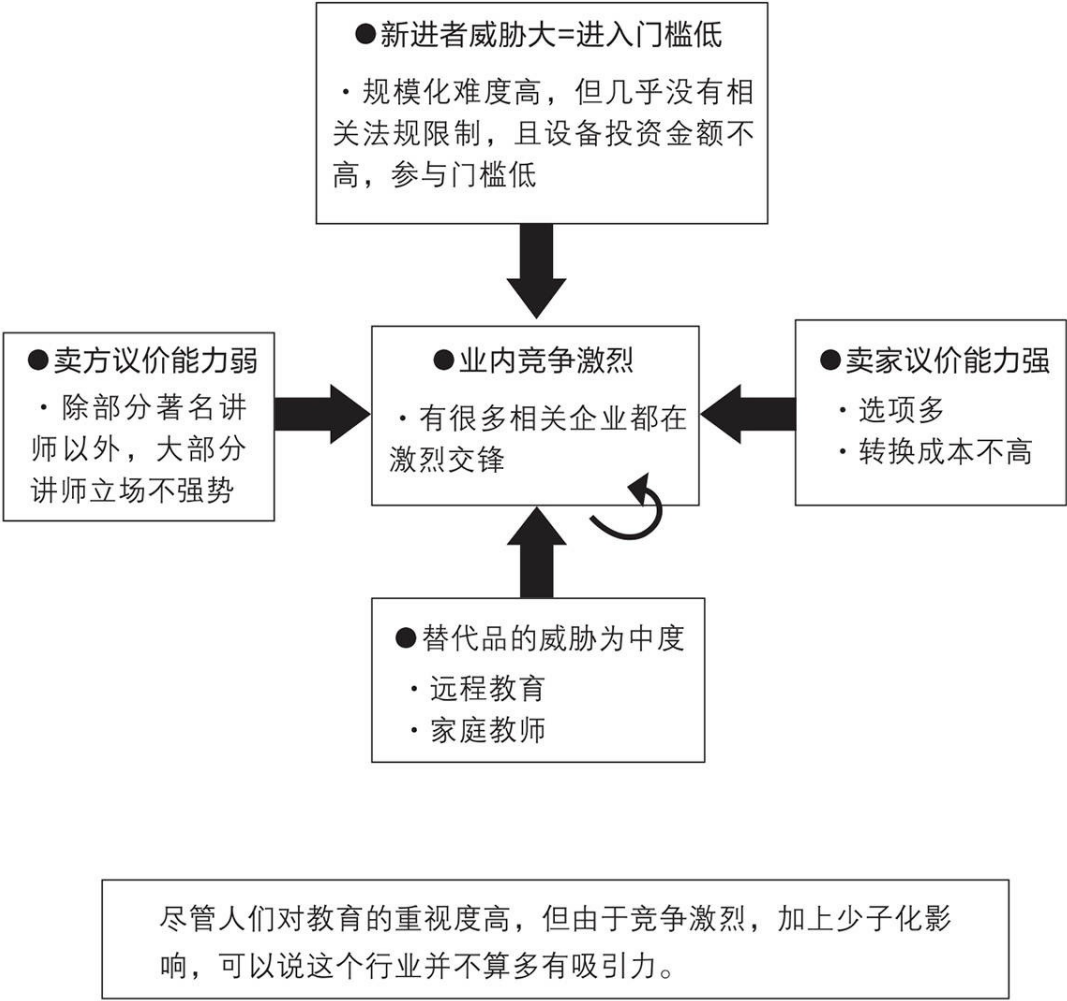 ●新进者威胁大=进入门槛低
·规模化难度高，但几乎没有相
关法规限制，且设备投资金额不
高，参与门槛低
●卖方议价能力弱
·除部分著名讲
师以外，大部分
讲师立场不强势
●业内竞争激烈
·有很多相关企业都在
激烈交锋
●卖家议价能力强
·选项多
·转换成本不高
●替代品的威胁为中度
·远程教育
·家庭教师
尽管人们对教育的重视度高，但由于竞争激烈，加上少子化影
响，可以说这个行业并不算多有吸引力。